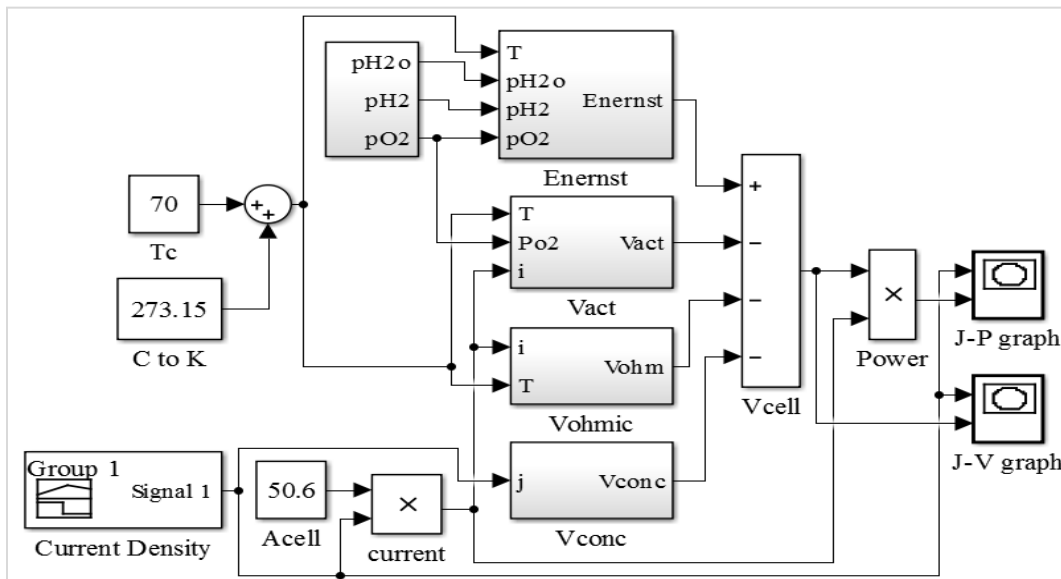 T
pH2o
pH2
pO2
pH2o
pH2
pO2
Enernst
Enernst
70
Tc
+
+
273.15
C to K
T
Po2
i
Vact
Vact
i
T
Vohm
Vohmic
j
Vconc
Vconc
+
−
−
−
Vcell
×
Power
J-P graph
J-V graph
Group 1
Signal 1
Current Density
50.6
Acell
×
current